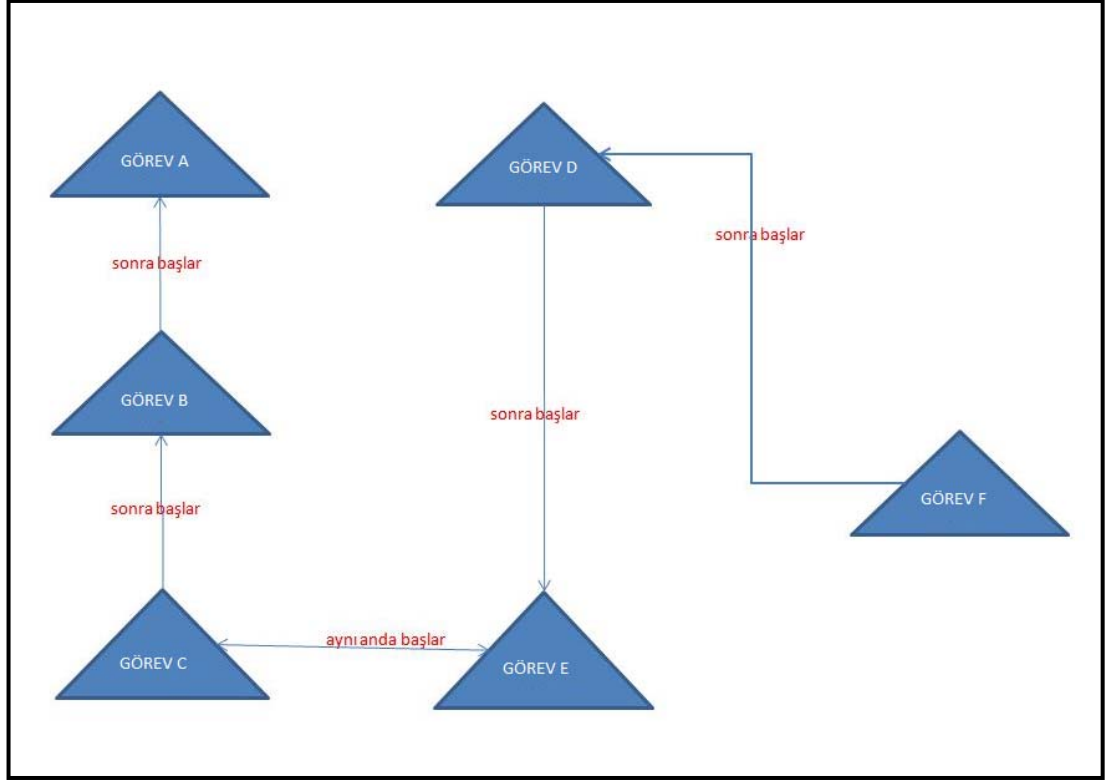 GÖREV A
GÖREV D
sonra başlar
sonra başlar
GÖREV B
sonra başlar
GÖREV F
sonra başlar
aynı anda başlar
GÖREV C
GÖREV E